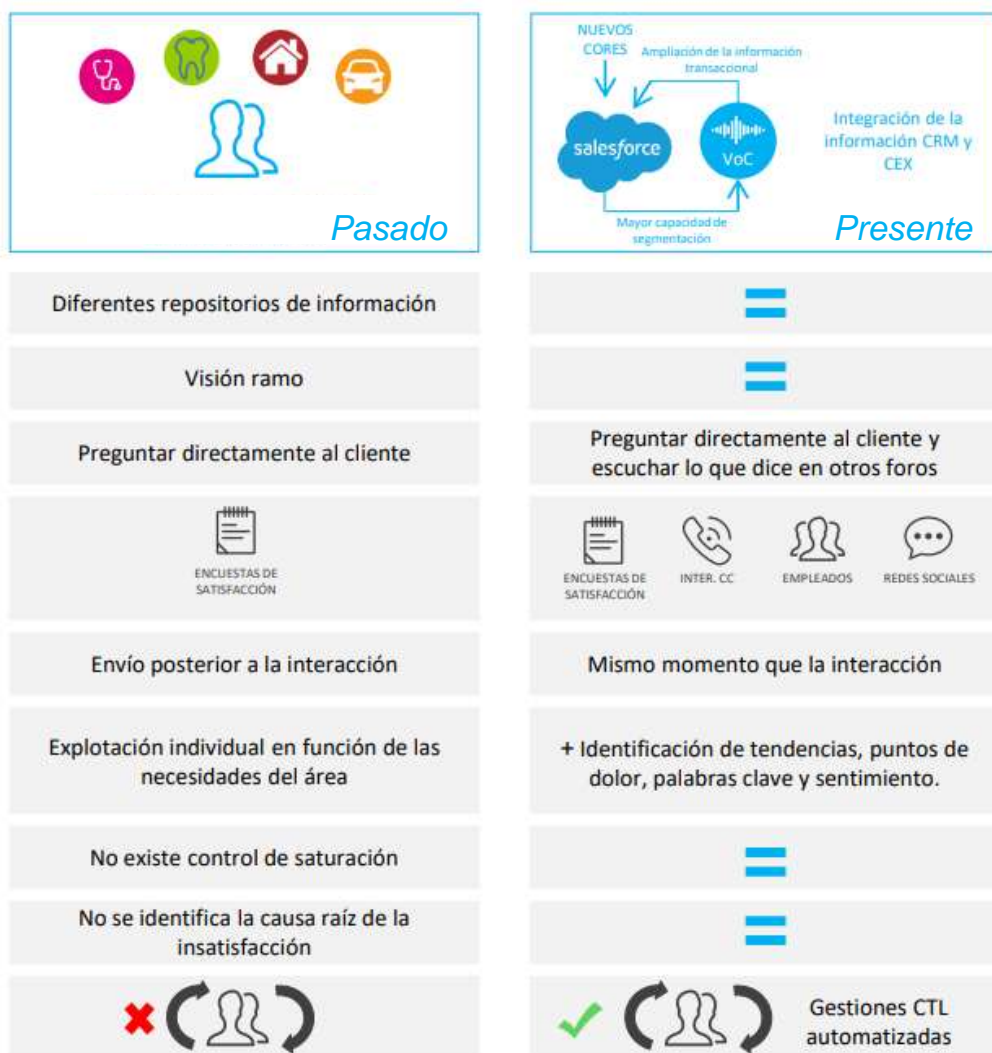 NUEVOS
CORES
Ampliación de la información
transaccional
salesforce
VoC
Integración de la
información CRM y
CEX
Mayor capacidad de
segmentación
Pasado
Presente
Diferentes repositorios de información
=
Visión ramo
=
Preguntar directamente al cliente
Preguntar directamente al cliente y
escuchar lo que dice en otros foros
ENCUESTAS DE
SATISFACCIÓN
ENCUESTAS DE
SATISFACCIÓN
INTER. CC
EMPLEADOS
REDES SOCIALES
Envío posterior a la interacción
Mismo momento que la interacción
Explotación individual en función de las
necesidades del área
+ Identificación de tendencias, puntos de
dolor, palabras clave y sentimiento.
No existe control de saturación
=
No se identifica la causa raíz de la
insatisfacción
=
Gestiones CTL
automatizadas